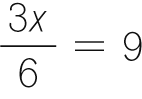 3x/6 = 9